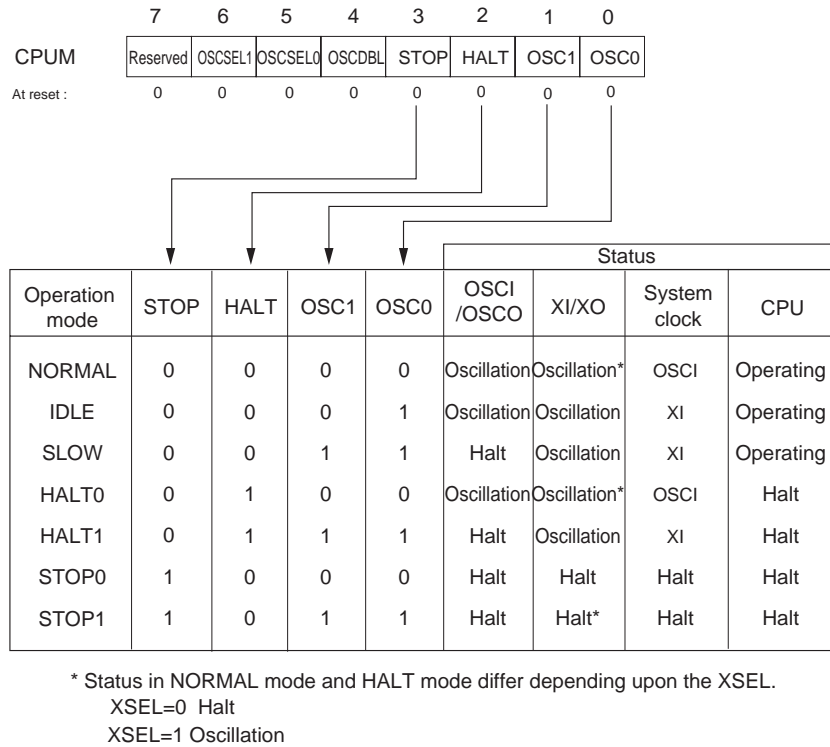 7 6 5 4 3 2 1 0
CPUM Reserved OSCSEL1 OSCSEL0 OSCDBL STOP HALT OSC1 OSC0
At reset : 0 0 0 0 0 0 0 0
Status
Operation mode STOP HALT OSC1 OSC0 OSCI /OSCO XI/XO System clock CPU
NORMAL 0 0 0 0 Oscillation Oscillation* OSCI Operating
IDLE 0 0 0 1 Oscillation Oscillation XI Operating
SLOW 0 0 1 1 Halt Oscillation XI Operating
HALT0 0 1 0 0 Oscillation Oscillation* OSCI Halt
HALT1 0 1 1 1 Halt Oscillation XI Halt
STOP0 1 0 0 0 Halt Halt Halt Halt
STOP1 1 0 1 1 Halt Halt* Halt Halt
* Status in NORMAL mode and HALT mode differ depending upon the XSEL.
XSEL=0 Halt
XSEL=1 Oscillation